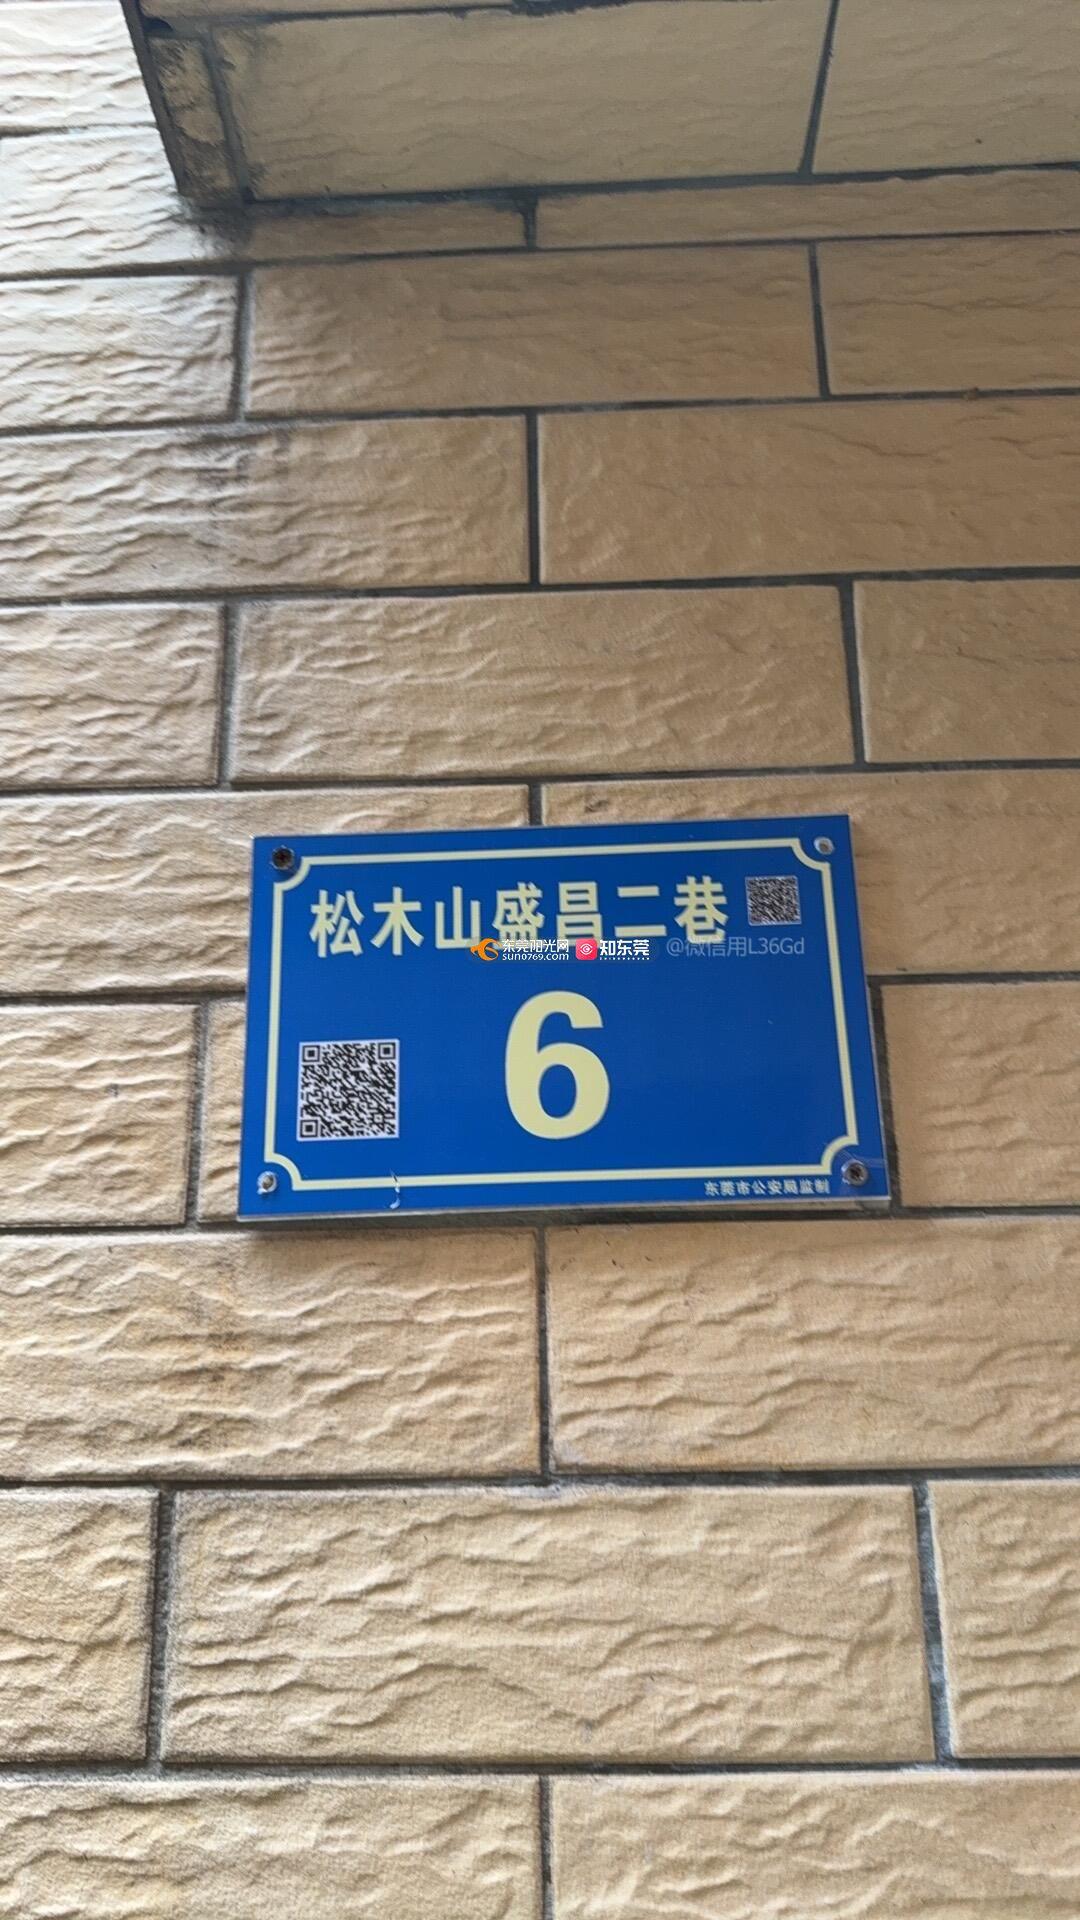 松木山盛昌二巷
东莞阳光网
sun0769.com
知东莞
@微信用L36Gd
6
东莞市公安局监制